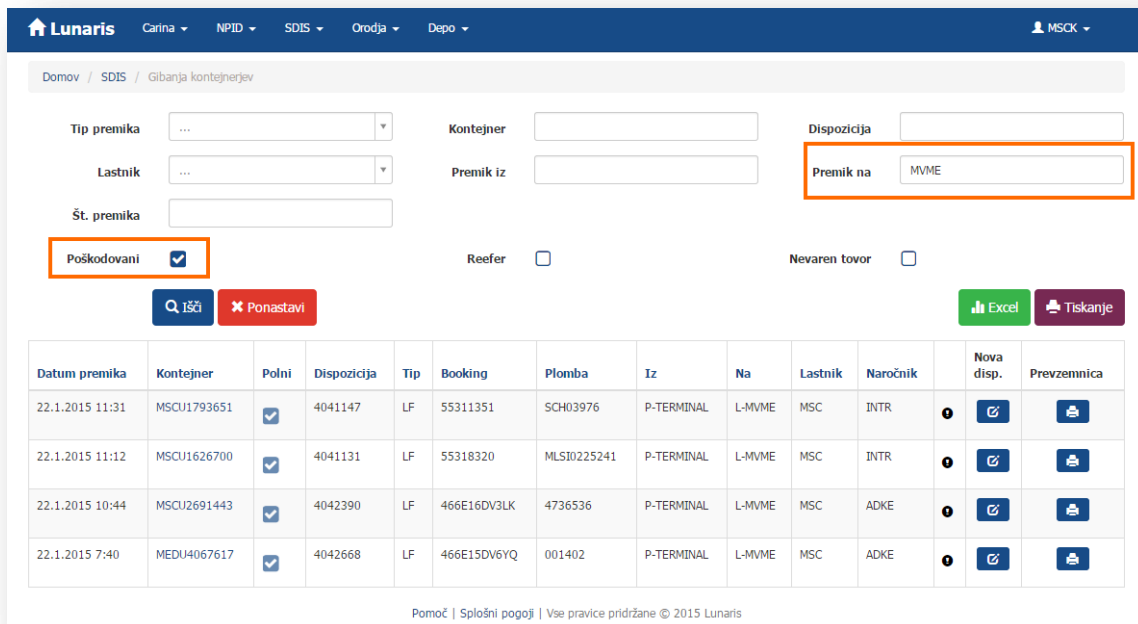 Lunaris Carina NPID SDIS Orodja Depo MSCK
Domov / SDIS / Gibanja kontejnerjev
Tip premika ... Kontejner Dispozicija
Lastnik ... Premik iz Premik na MVME
Št. premika
Poškodovani Reefer Nevaren tovor
Išči Ponastavi Excel Tiskanje
Datum premika Kontejner Polni Dispozicija Tip Booking Plomba Iz Na Lastnik Naročnik Nova disp. Prevzemnica
22.1.2015 11:31 MSCU1793651 4041147 LF 55311351 SCH03976 P-TERMINAL L-MVME MSC INTR
22.1.2015 11:12 MSCU1626700 4041131 LF 55318320 MLSI0225241 P-TERMINAL L-MVME MSC INTR
22.1.2015 10:44 MSCU2691443 4042390 LF 466E16DV3LK 4736536 P-TERMINAL L-MVME MSC ADKE
22.1.2015 7:40 MEDU4067617 4042668 LF 466E15DV6YQ 001402 P-TERMINAL L-MVME MSC ADKE
Pomoč | Splošni pogoji | Vse pravice pridržane © 2015 Lunaris